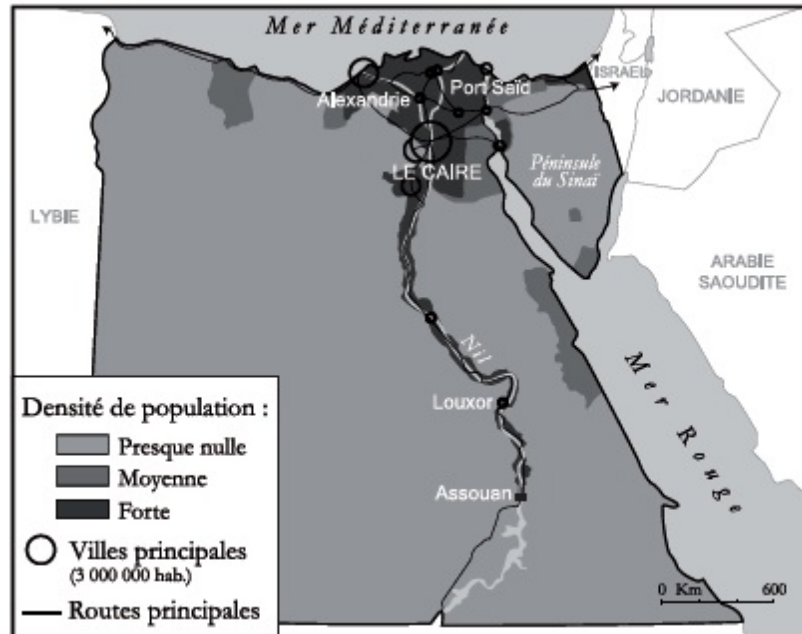 Mer Méditerranée
ISRAEL
Port Saïd
Alexandrie
JORDANIE
Péninsule
du Sinaï
LE CAIRE
LYBIE
ARABIE
SAOUDITE
Nil
Mer Rouge
Louxor
Assouan
Densité de population :
Presque nulle
Moyenne
Forte
Villes principales
(3 000 000 hab.)
Routes principales
0 Km 600